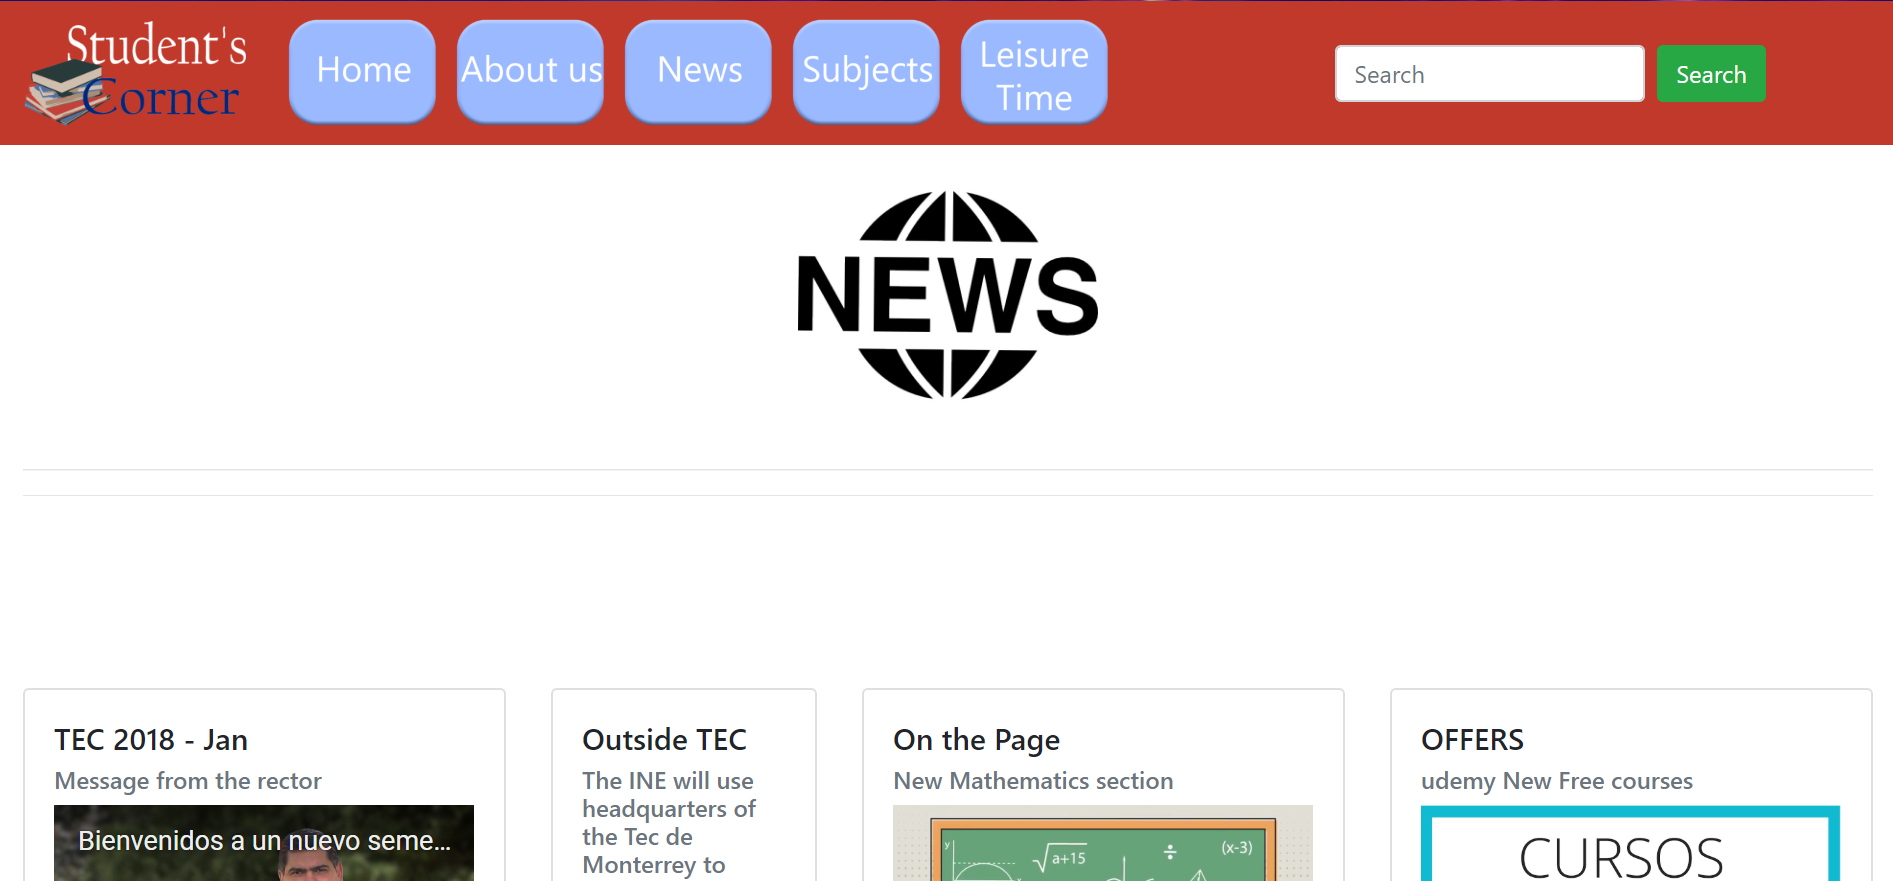 Student's
Corner
Home
About us
News
Subjects
Leisure
Time
Search
Search
NEWS
TEC 2018 - Jan
Message from the rector
Bienvenidos a un nuevo seme...
Outside TEC
The INE will use
headquarters of
the Tec de
Monterrey to
On the Page
New Mathematics section
y
√a+15
÷
(x-3)
OFFERS
udemy New Free courses
CURSOS